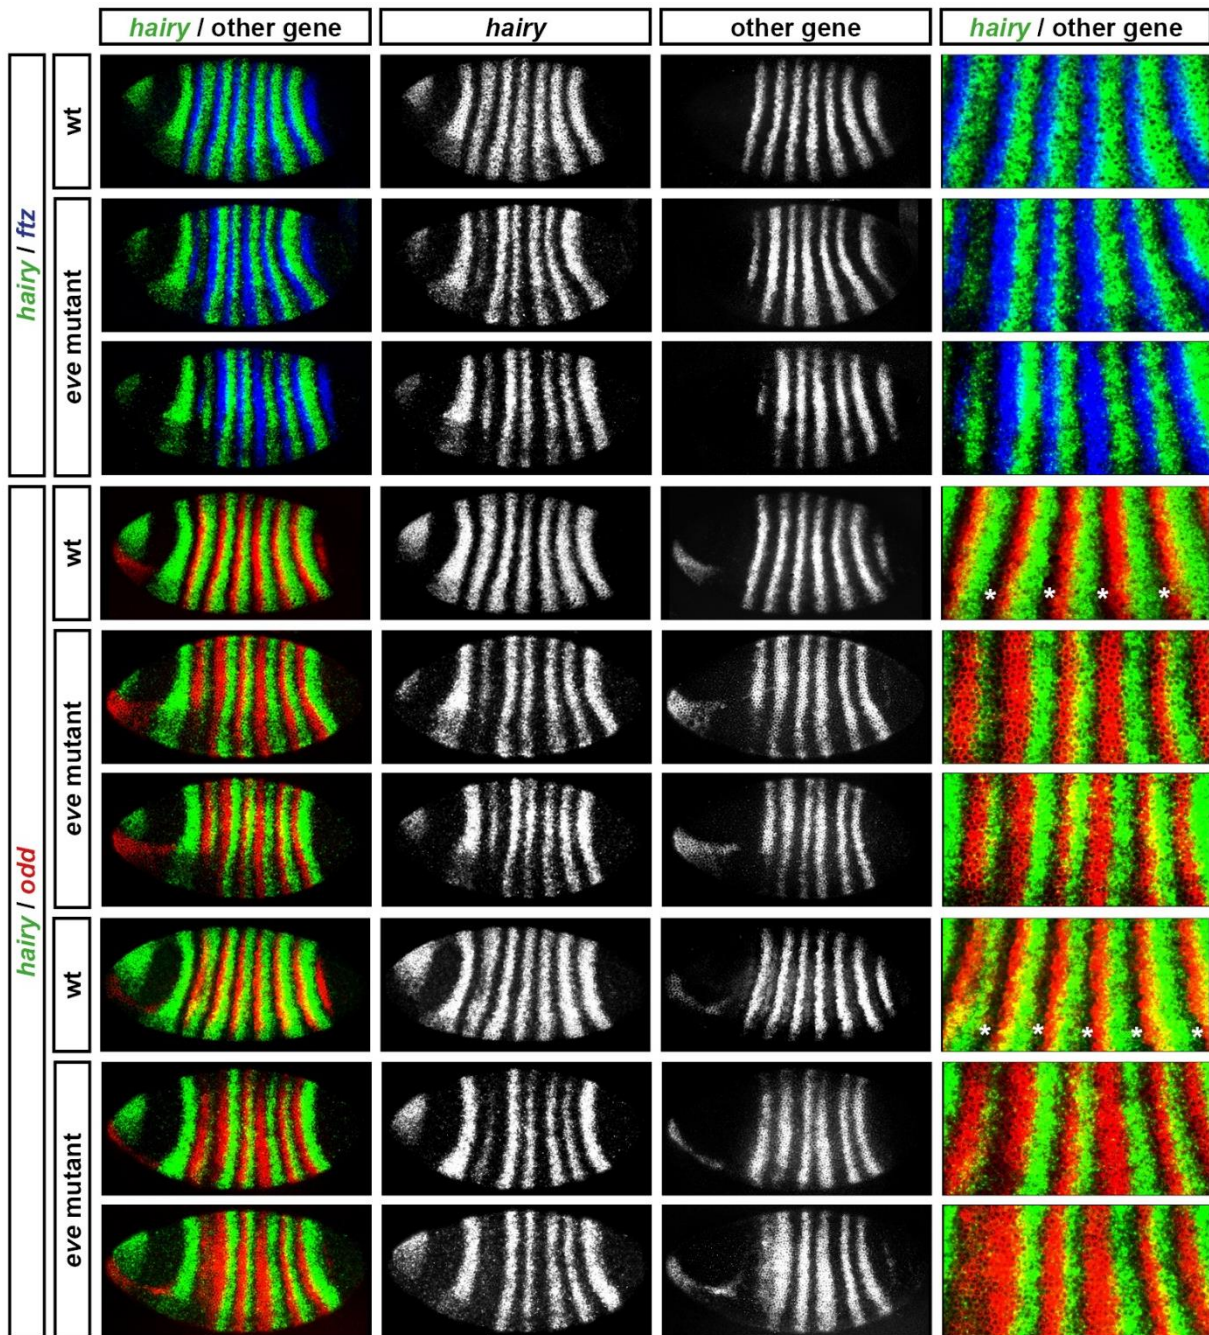 hairy / other gene
hairy
other gene
hairy / other gene
hairy / ftz
wt
eve mutant
hairy / odd
wt
* * * *
eve mutant
wt
* * * * *
eve mutant